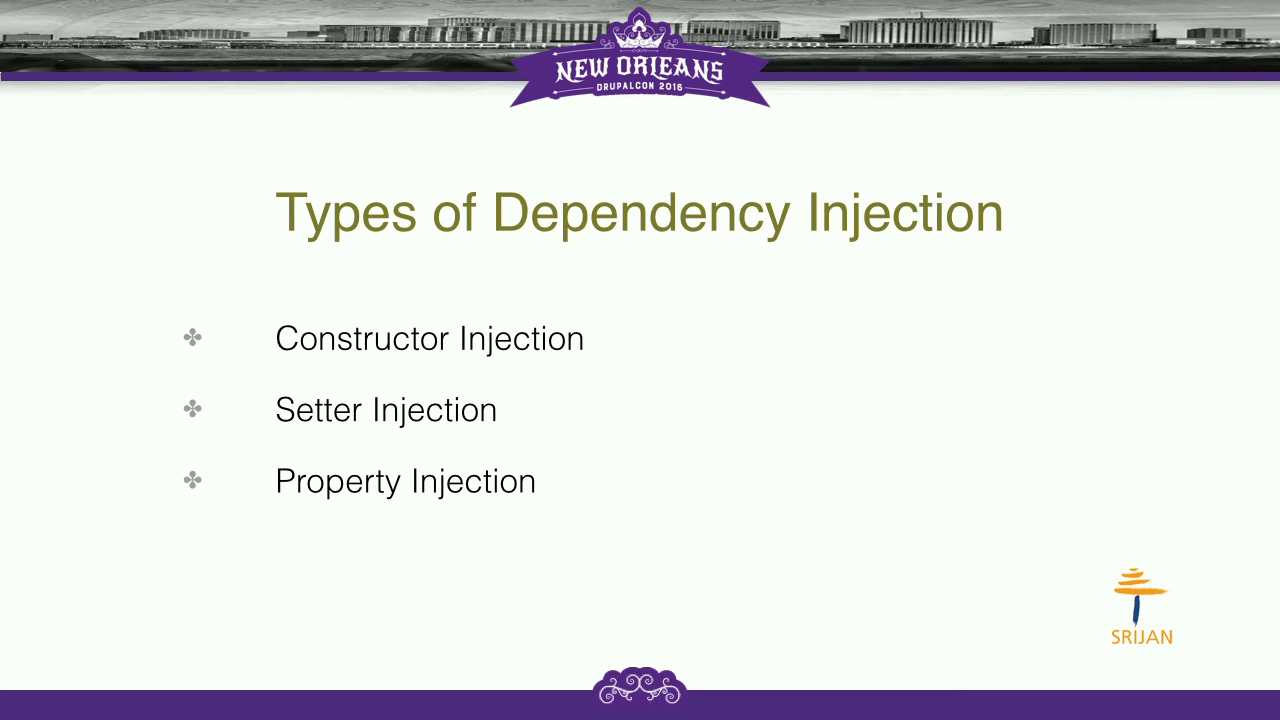 NEW ORLEANS
DRUPALCON 2016
Types of Dependency Injection
Constructor Injection
Setter Injection
Property Injection
SRIJAN